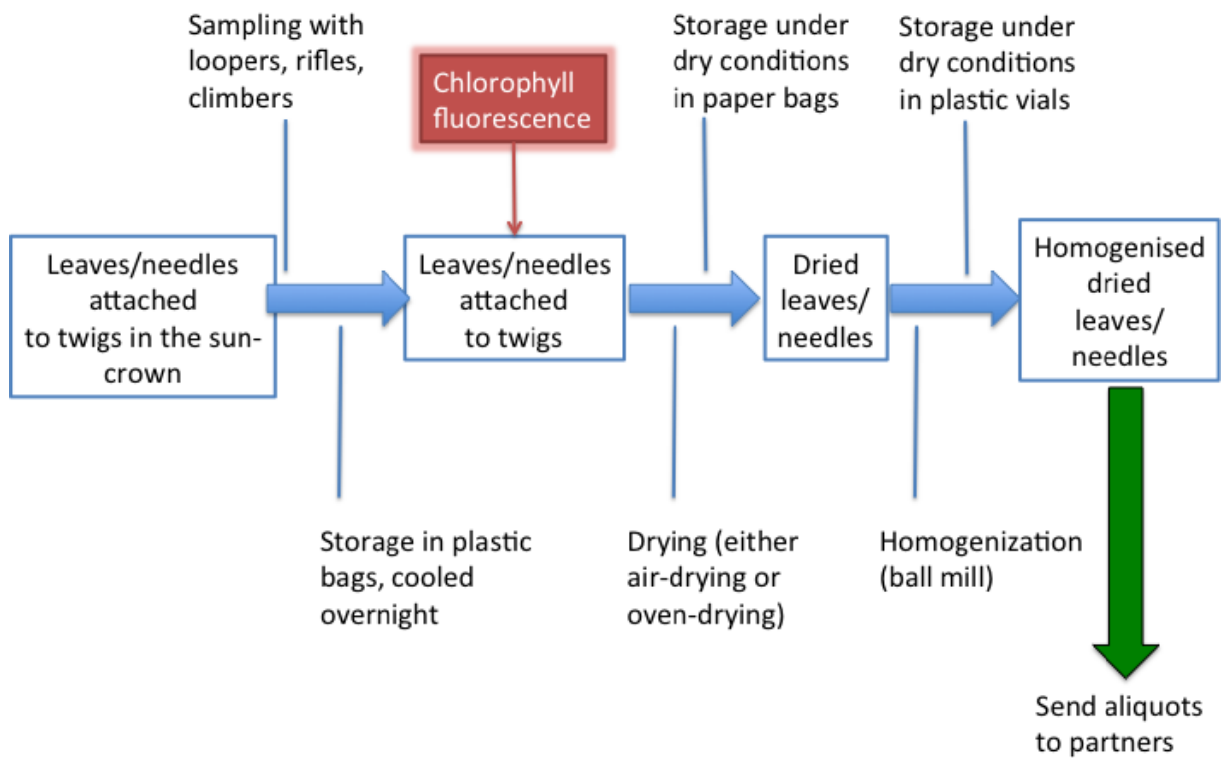 Sampling with
loopers, rifles,
climbers
Chlorophyll
fluorescence
Storage under
dry conditions
in paper bags
Storage under
dry conditions
in plastic vials
Leaves/needles
attached
to twigs in the sun-
crown
Leaves/needles
attached
to twigs
Dried
leaves/
needles
Homogenised
dried
leaves/
needles
Storage in plastic
bags, cooled
overnight
Drying (either
air-drying or
oven-drying)
Homogenization
(ball mill)
Send aliquots
to partners